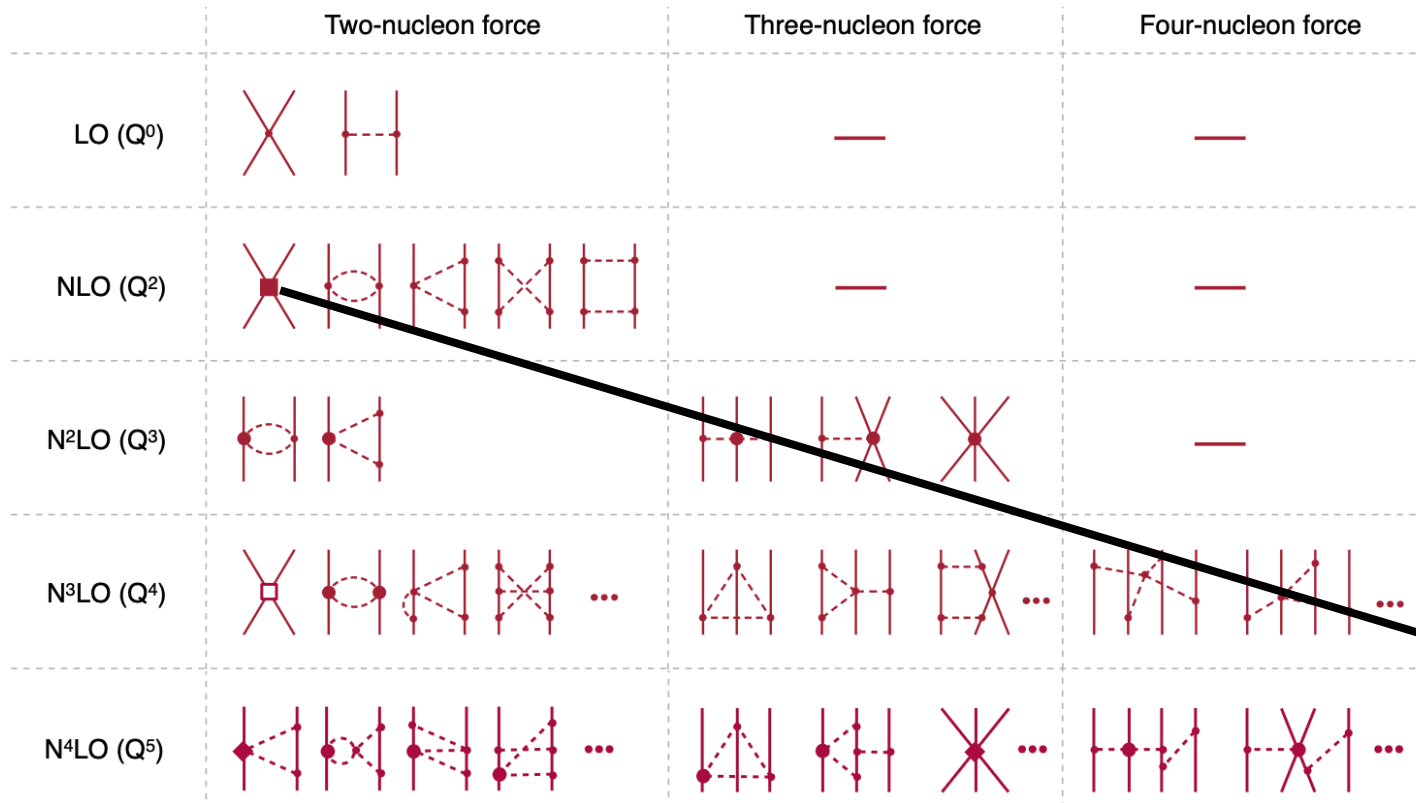 Two-nucleon force Three-nucleon force Four-nucleon force
LO (Q⁰)
NLO (Q²)
N²LO (Q³)
N³LO (Q⁴)
N⁴LO (Q⁵)